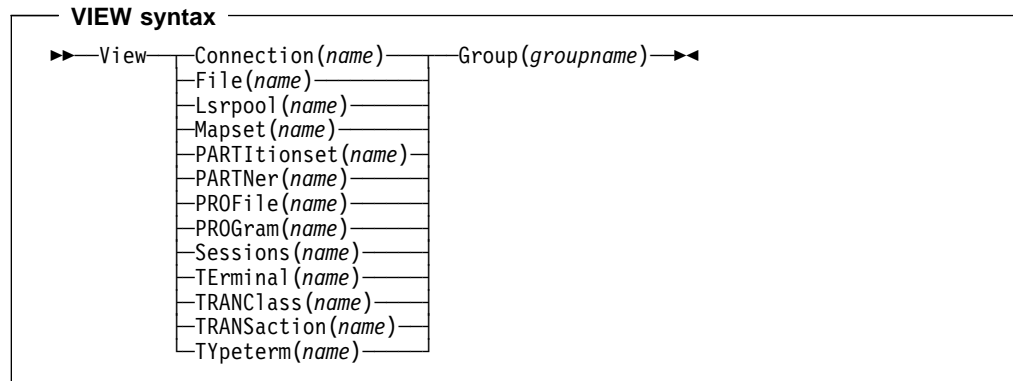 VIEW syntax
View Connection(name) Group(groupname)
File(name)
Lsrpool(name)
Mapset(name)
PARTItionset(name)
PARTNer(name)
PROFile(name)
PROGram(name)
Sessions(name)
TErminal(name)
TRANClass(name)
TRANSaction(name)
TYpeterm(name)